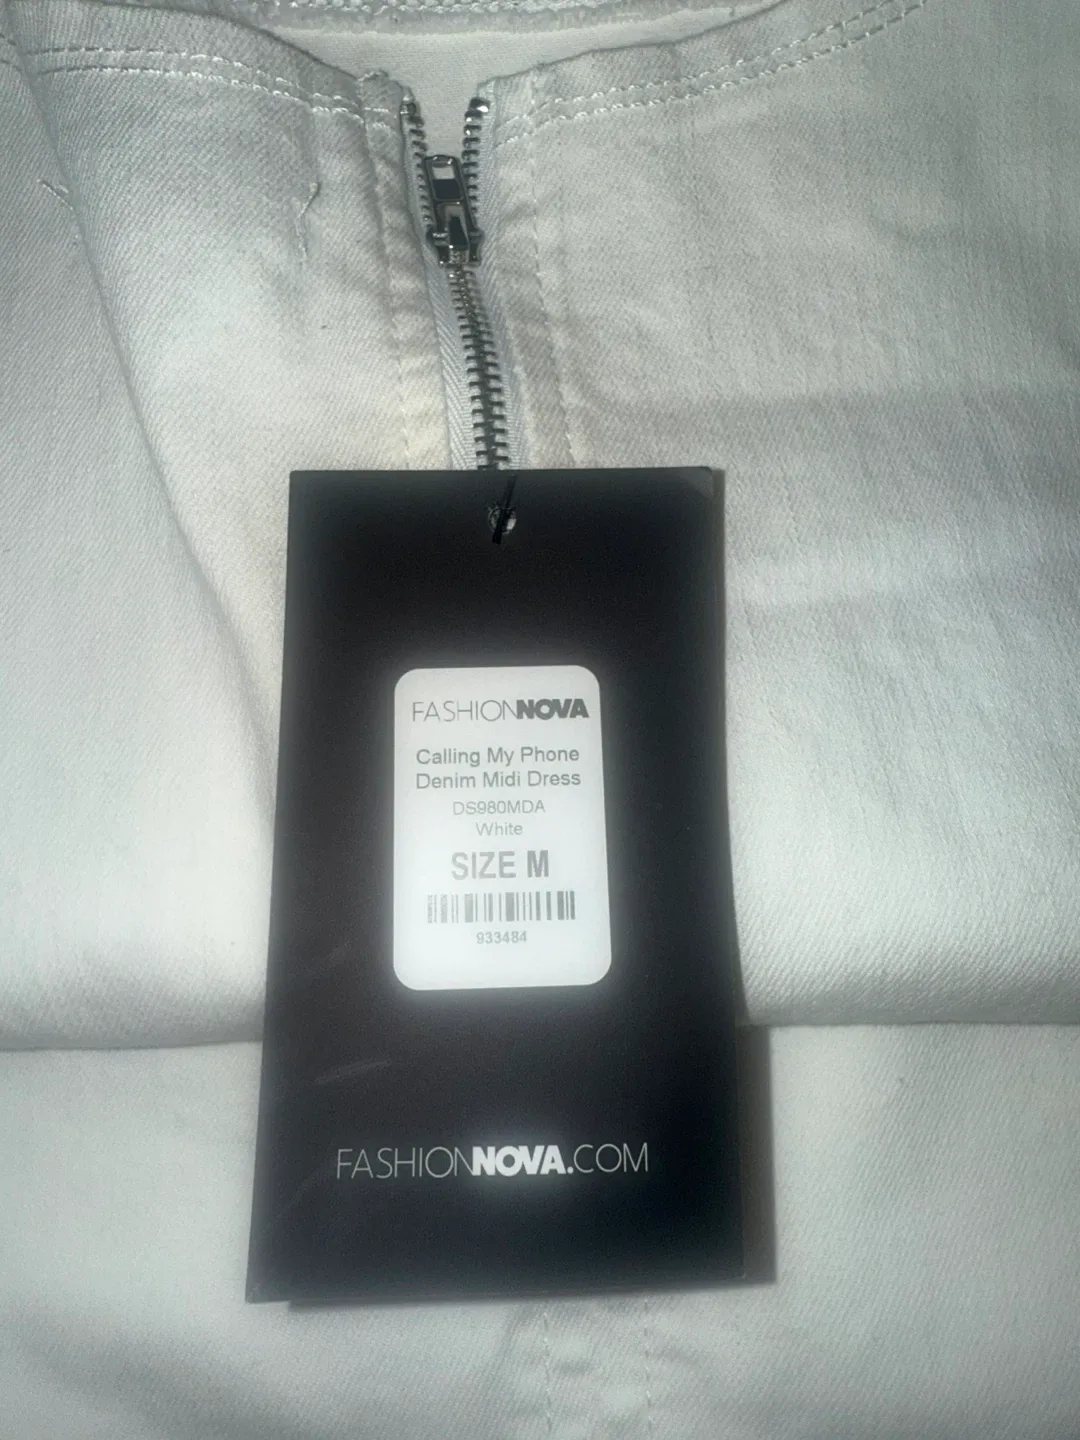 FASHIONNOVA
Calling My Phone
Denim Midi Dress
DS980MDA
White
SIZE M
933484
FASHIONNOVA.COM